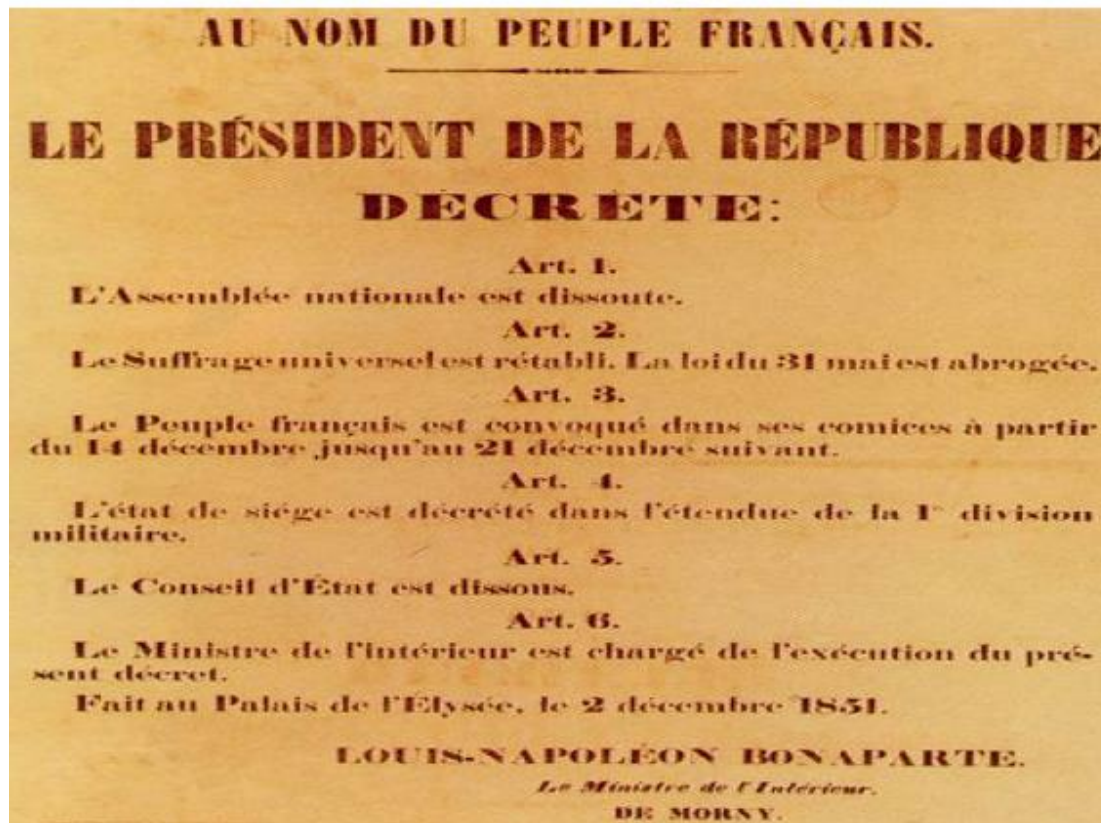 AU NOM DU PEUPLE FRANÇAIS.
LE PRÉSIDENT DE LA RÉPUBLIQUE
DÉCRÈTE:
Art. 1.
L'Assemblée nationale est dissoute.
Art. 2.
Le Suffrage universel est rétabli. La loi du 31 mai est abrogée.
Art. 3.
Le Peuple français est convoqué dans ses comices à partir
du 14 décembre jusqu'au 21 décembre suivant.
Art. 4.
L'état de siége est décrété dans l'étendue de la 1re division
militaire.
Art. 5.
Le Conseil d'État est dissous.
Art. 6.
Le Ministre de l'intérieur est chargé de l'exécution du pré-
sent décret.
Fait au Palais de l'Élysée, le 2 décembre 1851.
LOUIS-NAPOLÉON BONAPARTE.
Le Ministre de l'Intérieur.
DE MORNY.